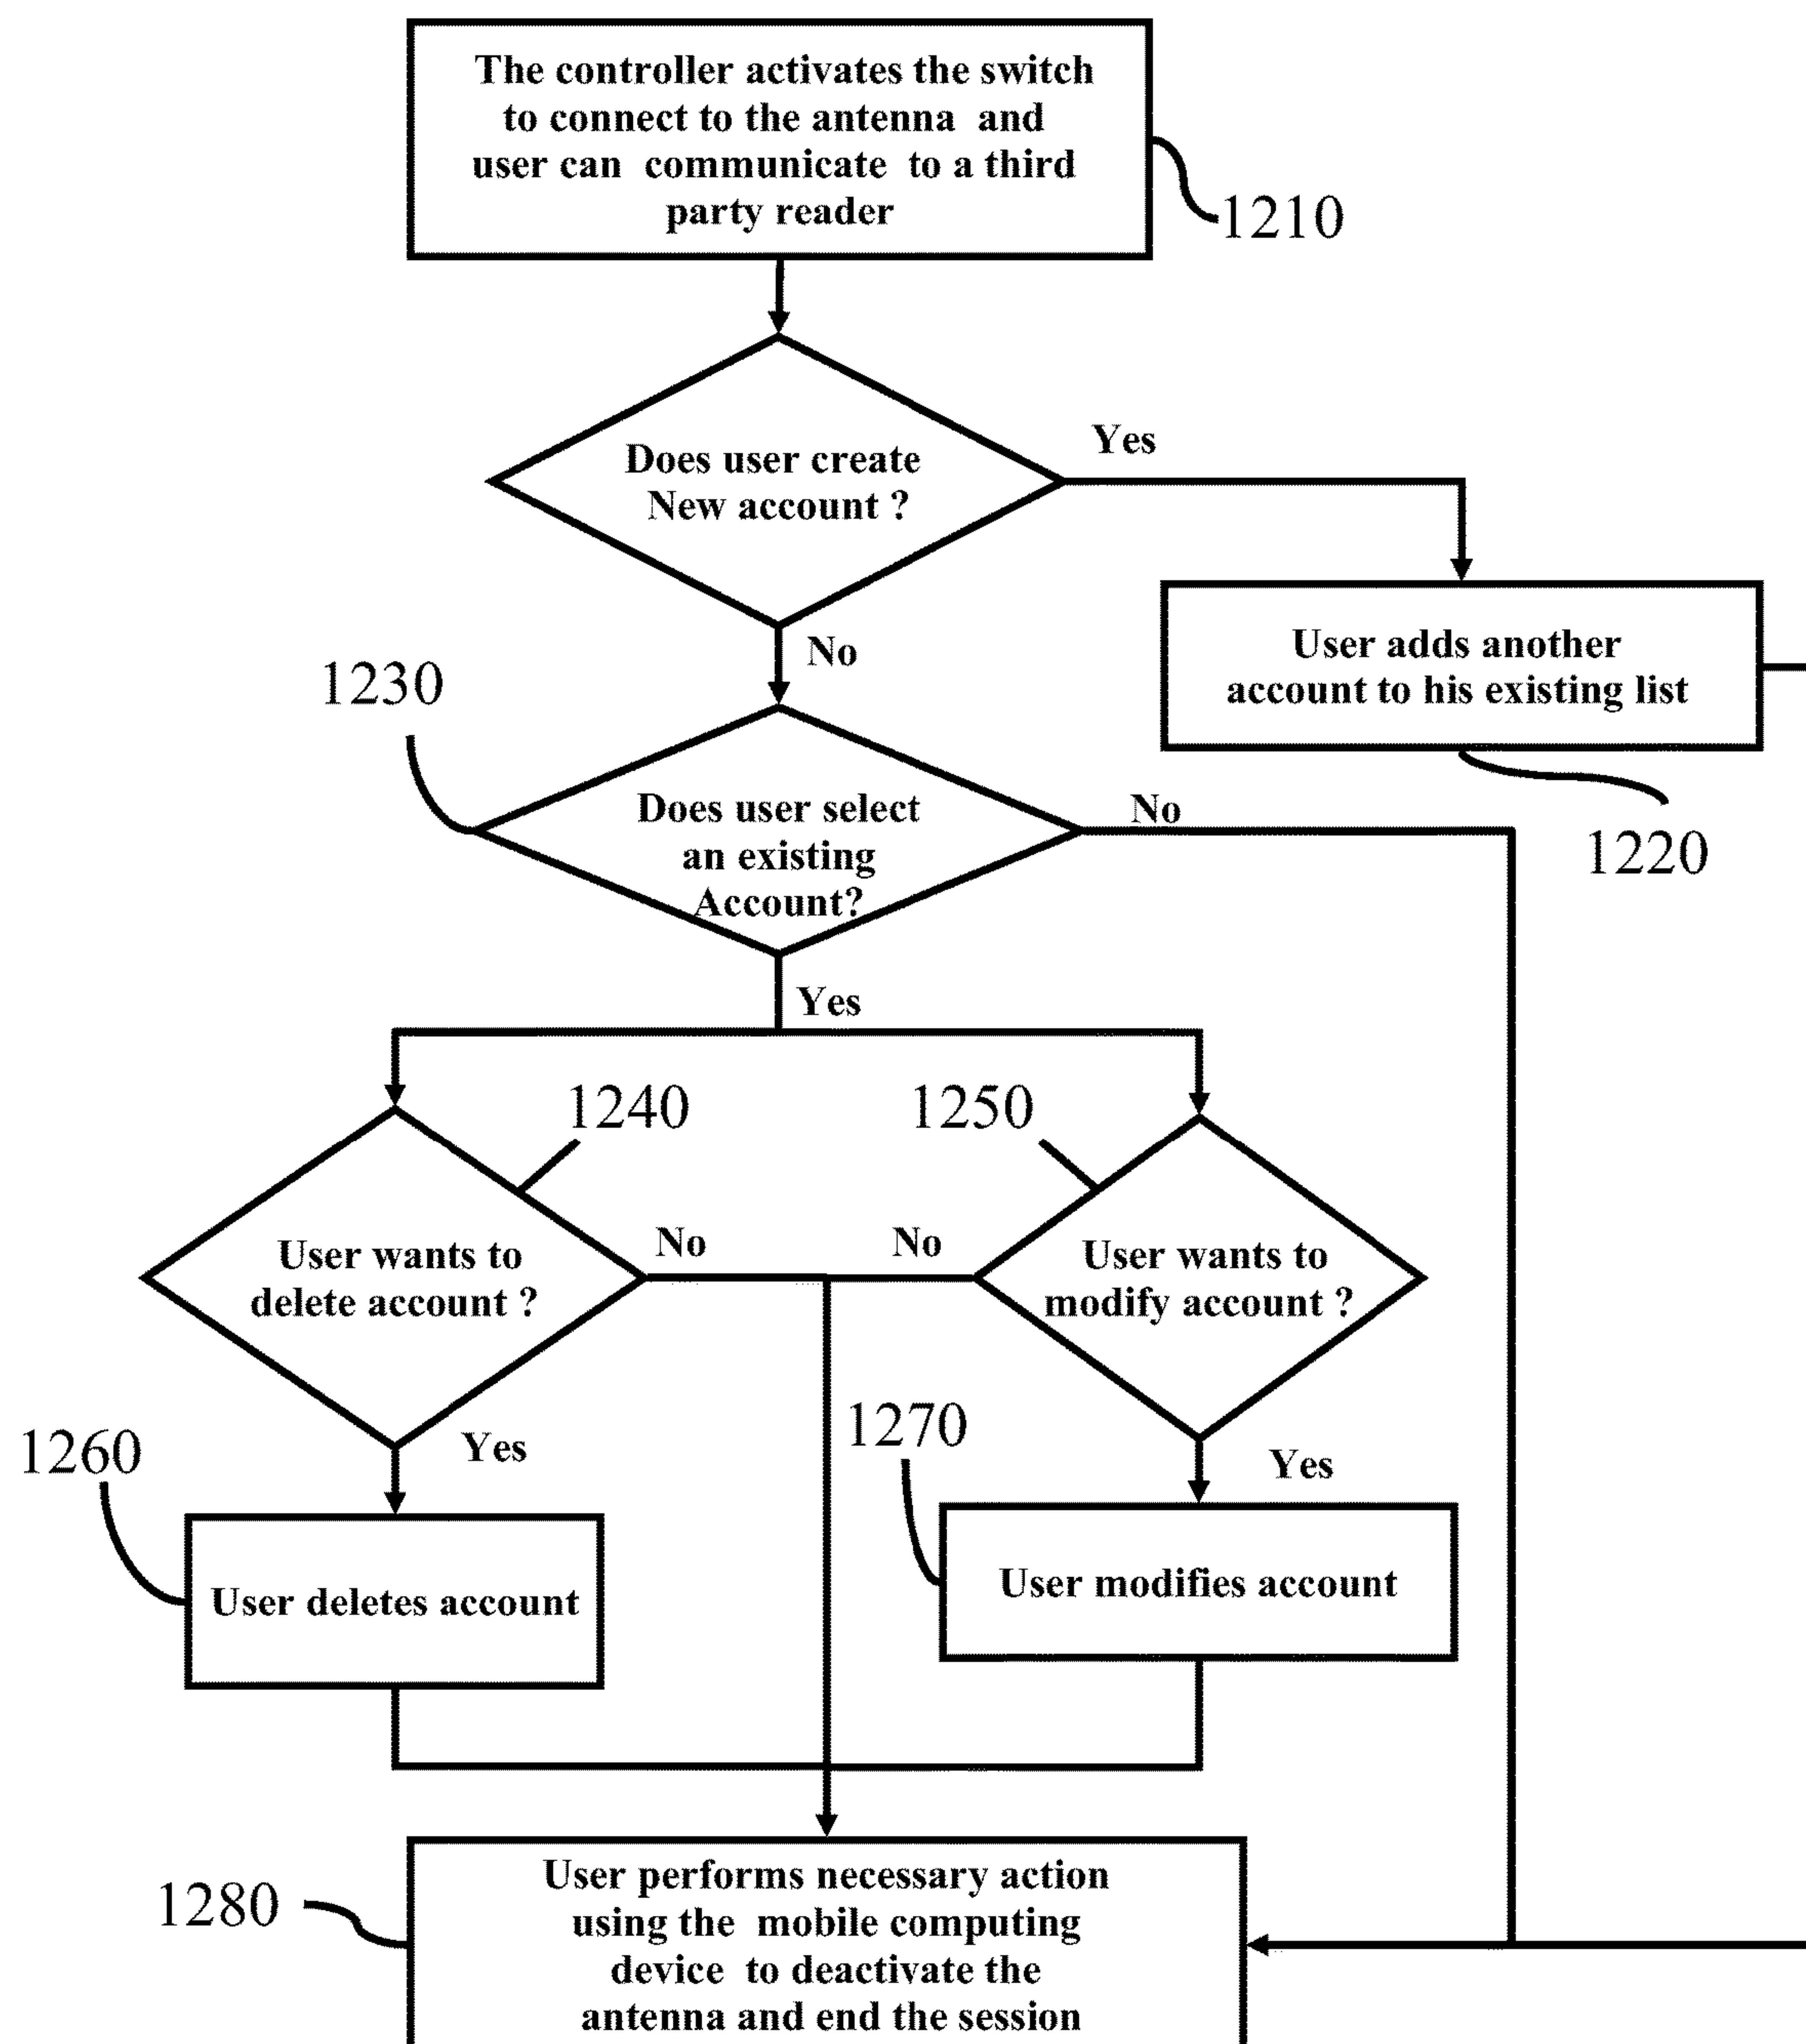 The controller activates the switch
to connect to the antenna and
user can communicate to a third
party reader
1210
Does user create
New account ?
Yes
No
User adds another
account to his existing list
1220
1230
Does user select
an existing
Account?
No
Yes
1240
1250
User wants to
delete account ?
No
No
User wants to
modify account ?
Yes
Yes
1260
1270
User deletes account
User modifies account
1280
User performs necessary action
using the mobile computing
device to deactivate the
antenna and end the session